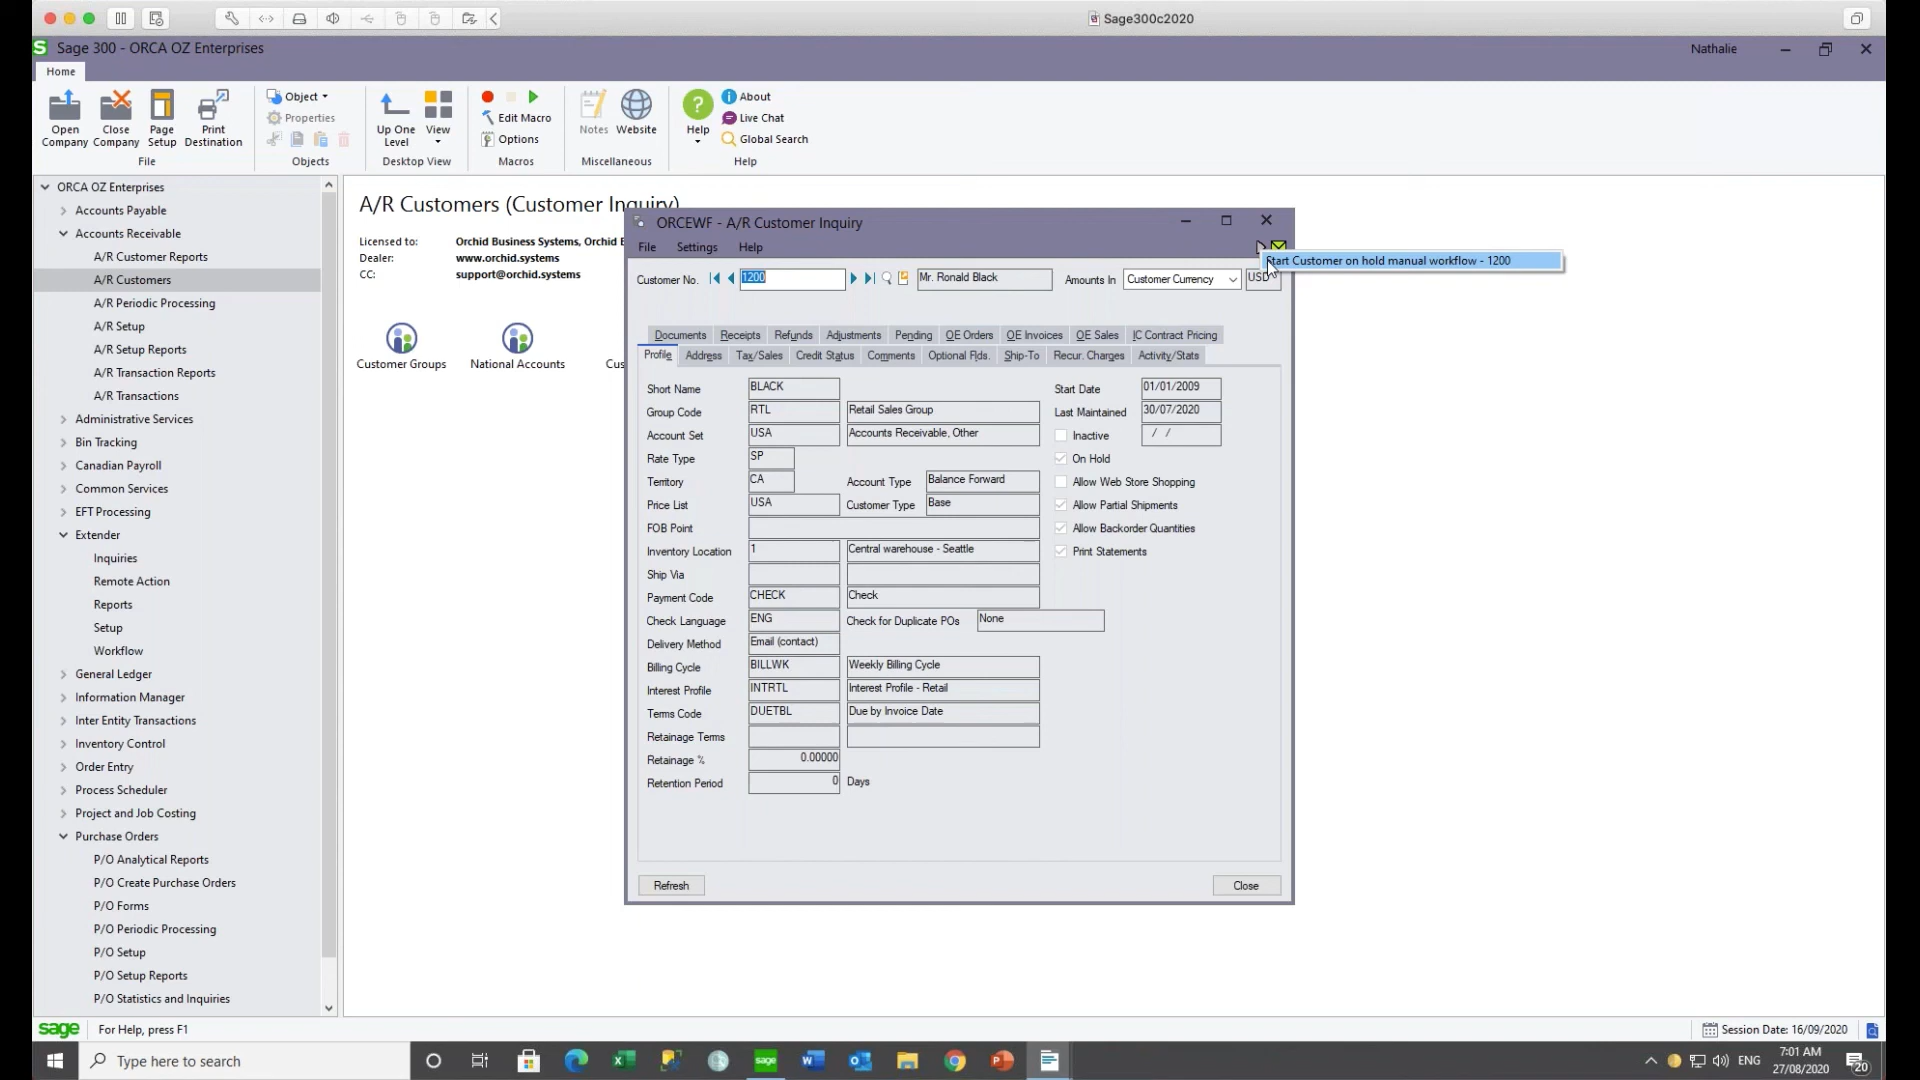 Sage300c2020
Sage 300 - ORCA OZ Enterprises
Nathalie
Home
Open Company
Close Company
Page Setup
Print Destination
File
Object
Properties
Objects
Up One Level
View
Desktop View
Edit Macro
Options
Macros
Notes
Website
Miscellaneous
Help
About
Live Chat
Global Search
Help
ORCA OZ Enterprises
Accounts Payable
Accounts Receivable
A/R Customer Reports
A/R Customers
A/R Periodic Processing
A/R Setup
A/R Setup Reports
A/R Transaction Reports
A/R Transactions
Administrative Services
Bin Tracking
Canadian Payroll
Common Services
EFT Processing
Extender
Inquiries
Remote Action
Reports
Setup
Workflow
General Ledger
Information Manager
Inter Entity Transactions
Inventory Control
Order Entry
Process Scheduler
Project and Job Costing
Purchase Orders
P/O Analytical Reports
P/O Create Purchase Orders
P/O Forms
P/O Periodic Processing
P/O Setup
P/O Setup Reports
P/O Statistics and Inquiries
A/R Customers (Customer Inquiry)
Licensed to: Orchid Business Systems, Orchid E
Dealer: www.orchid.systems
CC: support@orchid.systems
Customer Groups
National Accounts
Cus
ORCEWF - A/R Customer Inquiry
File Settings Help
Start Customer on hold manual workflow - 1200
Customer No. 1200 Mr. Ronald Black Amounts In Customer Currency USD
Documents Receipts Refunds Adjustments Pending OE Orders OE Invoices OE Sales IC Contract Pricing
Profile Address Tax/Sales Credit Status Comments Optional Flds. Ship-To Recur. Charges Activity/Stats
Short Name BLACK Start Date 01/01/2009
Group Code RTL Retail Sales Group Last Maintained 30/07/2020
Account Set USA Accounts Receivable, Other Inactive / /
Rate Type SP On Hold
Territory CA Account Type Balance Forward Allow Web Store Shopping
Price List USA Customer Type Base Allow Partial Shipments
FOB Point Allow Backorder Quantities
Inventory Location 1 Central warehouse - Seattle Print Statements
Ship Via
Payment Code CHECK Check
Check Language ENG Check for Duplicate POs None
Delivery Method Email (contact)
Billing Cycle BILLWK Weekly Billing Cycle
Interest Profile INTRTL Interest Profile - Retail
Terms Code DUETBL Due by Invoice Date
Retainage Terms
Retainage % 0.00000
Retention Period 0 Days
Refresh
Close
sage For Help, press F1
Session Date: 16/09/2020
Type here to search
sage
ENG
7:01 AM
27/08/2020
20